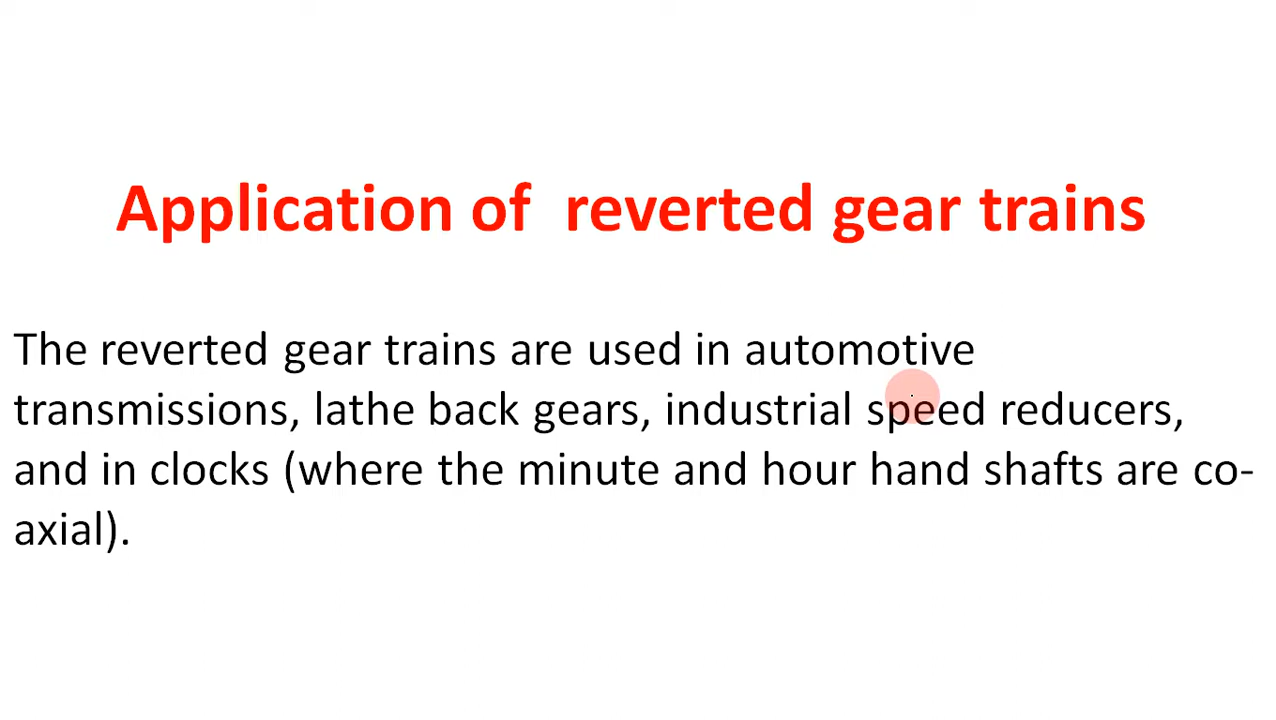 Application of  reverted gear trains
The reverted gear trains are used in automotive
transmissions, lathe back gears, industrial speed reducers,
and in clocks (where the minute and hour hand shafts are co-
axial).